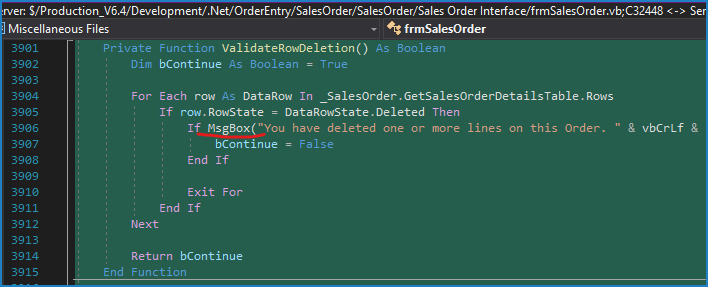 erver: $/Production_V6.4/Development/.Net/OrderEntry/SalesOrder/SalesOrder/Sales Order Interface/frmSalesOrder.vb;C32448 <-> Ser
Miscellaneous Files frmSalesOrder
3901 Private Function ValidateRowDeletion() As Boolean
3902 Dim bContinue As Boolean = True
3903
3904 For Each row As DataRow In _SalesOrder.GetSalesOrderDetailsTable.Rows
3905 If row.RowState = DataRowState.Deleted Then
3906 If MsgBox("You have deleted one or more lines on this Order. " & vbCrLf &
3907 bContinue = False
3908 End If
3909
3910 Exit For
3911 End If
3912 Next
3913
3914 Return bContinue
3915 End Function